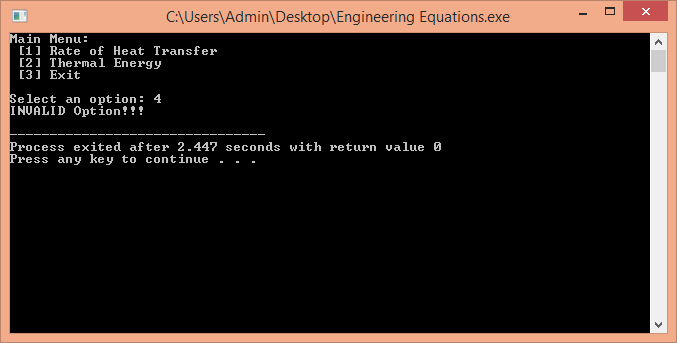 C:\Users\Admin\Desktop\Engineering Equations.exe
Main Menu:
 [1] Rate of Heat Transfer
 [2] Thermal Energy
 [3] Exit

Select an option: 4
INVALID Option!!!

--------------------------------
Process exited after 2.447 seconds with return value 0
Press any key to continue . . .